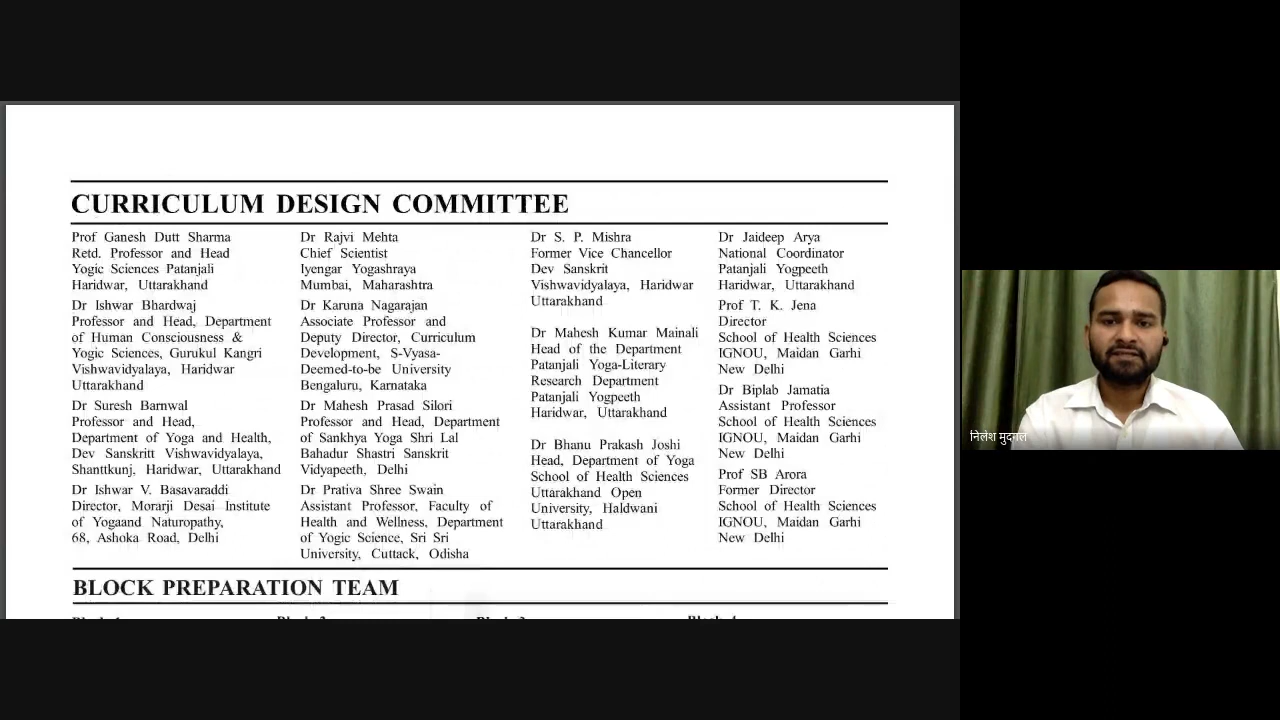 CURRICULUM DESIGN COMMITTEE
Prof Ganesh Dutt Sharma
Retd. Professor and Head
Yogic Sciences Patanjali
Haridwar, Uttarakhand
Dr Ishwar Bhardwaj
Professor and Head, Department
of Human Consciousness &
Yogic Sciences, Gurukul Kangri
Vishwavidyalaya, Haridwar
Uttarakhand
Dr Suresh Barnwal
Professor and Head,
Department of Yoga and Health,
Dev Sanskritt Vishwavidyalaya,
Shanttkunj, Haridwar, Uttarakhand
Dr Ishwar V. Basavaraddi
Director, Morarji Desai Institute
of Yogaand Naturopathy,
68, Ashoka Road, Delhi
Dr Rajvi Mehta
Chief Scientist
Iyengar Yogashraya
Mumbai, Maharashtra
Dr Karuna Nagarajan
Associate Professor and
Deputy Director, Curriculum
Development, S-Vyasa-
Deemed-to-be University
Bengaluru, Karnataka
Dr Mahesh Prasad Silori
Professor and Head, Department
of Sankhya Yoga Shri Lal
Bahadur Shastri Sanskrit
Vidyapeeth, Delhi
Dr Prativa Shree Swain
Assistant Professor, Faculty of
Health and Wellness, Department
of Yogic Science, Sri Sri
University, Cuttack, Odisha
Dr S. P. Mishra
Former Vice Chancellor
Dev Sanskrit
Vishwavidyalaya, Haridwar
Uttarakhand
Dr Mahesh Kumar Mainali
Head of the Department
Patanjali Yoga-Literary
Research Department
Patanjali Yogpeeth
Haridwar, Uttarakhand
Dr Bhanu Prakash Joshi
Head, Department of Yoga
School of Health Sciences
Uttarakhand Open
University, Haldwani
Uttarakhand
Dr Jaideep Arya
National Coordinator
Patanjali Yogpeeth
Haridwar, Uttarakhand
Prof T. K. Jena
Director
School of Health Sciences
IGNOU, Maidan Garhi
New Delhi
Dr Biplab Jamatia
Assistant Professor
School of Health Sciences
IGNOU, Maidan Garhi
New Delhi
Prof SB Arora
Former Director
School of Health Sciences
IGNOU, Maidan Garhi
New Delhi
BLOCK PREPARATION TEAM
निलेश मुदगल